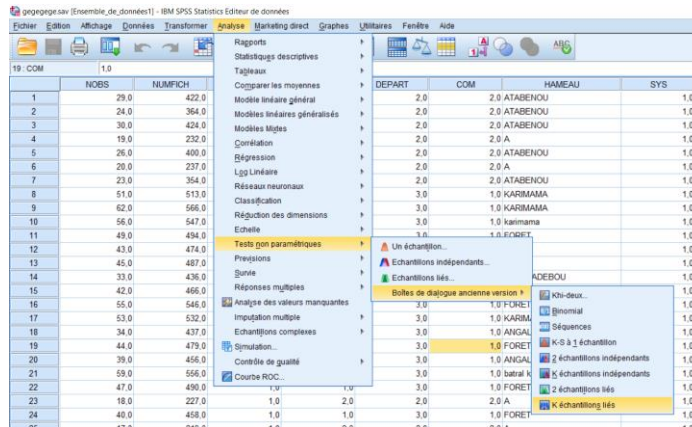 gegegege.sav [Ensemble_de_données1] - IBM SPSS Statistics Editeur de données
Fichier Edition Affichage Données Transformer Analyse Marketing direct Graphes Utilitaires Fenêtre Aide
19 : COM 1,0
NOBS NUMFICH DEPART COM HAMEAU SYS
1 29,0 422,0 2,0 2,0 ATABENOU 1,0
2 24,0 364,0 2,0 2,0 ATABENOU 1,0
3 30,0 424,0 2,0 2,0 ATABENOU 1,0
4 19,0 232,0 2,0 2,0 A 1,0
5 26,0 400,0 2,0 2,0 ATABENOU 1,0
6 20,0 237,0 2,0 2,0 A 1,0
7 23,0 354,0 2,0 2,0 ATABENOU 1,0
8 51,0 513,0 3,0 1,0 KARIMAMA 1,0
9 62,0 566,0 3,0 1,0 KARIMAMA 1,0
10 56,0 547,0 3,0 1,0 karimama 1,0
11 49,0 494,0 3,0 1,0 FORET 1,0
12 43,0 474,0
13 45,0 487,0
14 33,0 436,0 ADEBOU
15 42,0 466,0
16 55,0 546,0 3,0 1,0 FORET
17 53,0 532,0 3,0 1,0 KARIMA
18 34,0 437,0 3,0 1,0 ANGAL
19 44,0 479,0 3,0 1,0 FORET
20 39,0 456,0 3,0 1,0 ANGAL
21 59,0 556,0 3,0 1,0 batral k
22 47,0 490,0 1,0 1,0 3,0 1,0 FORET
23 18,0 227,0 1,0 2,0 2,0 2,0 A
24 40,0 458,0 1,0 1,0 3,0 1,0 FORET
Rapports
Statistiques descriptives
Tableaux
Comparer les moyennes
Modèle linéaire général
Modèles linéaires généralisés
Modèles Mixtes
Corrélation
Régression
Log Linéaire
Réseaux neuronaux
Classification
Réduction des dimensions
Echelle
Tests non paramétriques
Prévisions
Survie
Réponses multiples
Analyse des valeurs manquantes
Imputation multiple
Echantillons complexes
Simulation...
Contrôle de qualité
Courbe ROC...
Un échantillon...
Echantillons indépendants...
Echantillons liés...
Boîtes de dialogue ancienne version
Khi-deux...
Binomial
Séquences
K-S à 1 échantillon
2 échantillons indépendants
K échantillons indépendants
2 échantillons liés
K échantillons liés